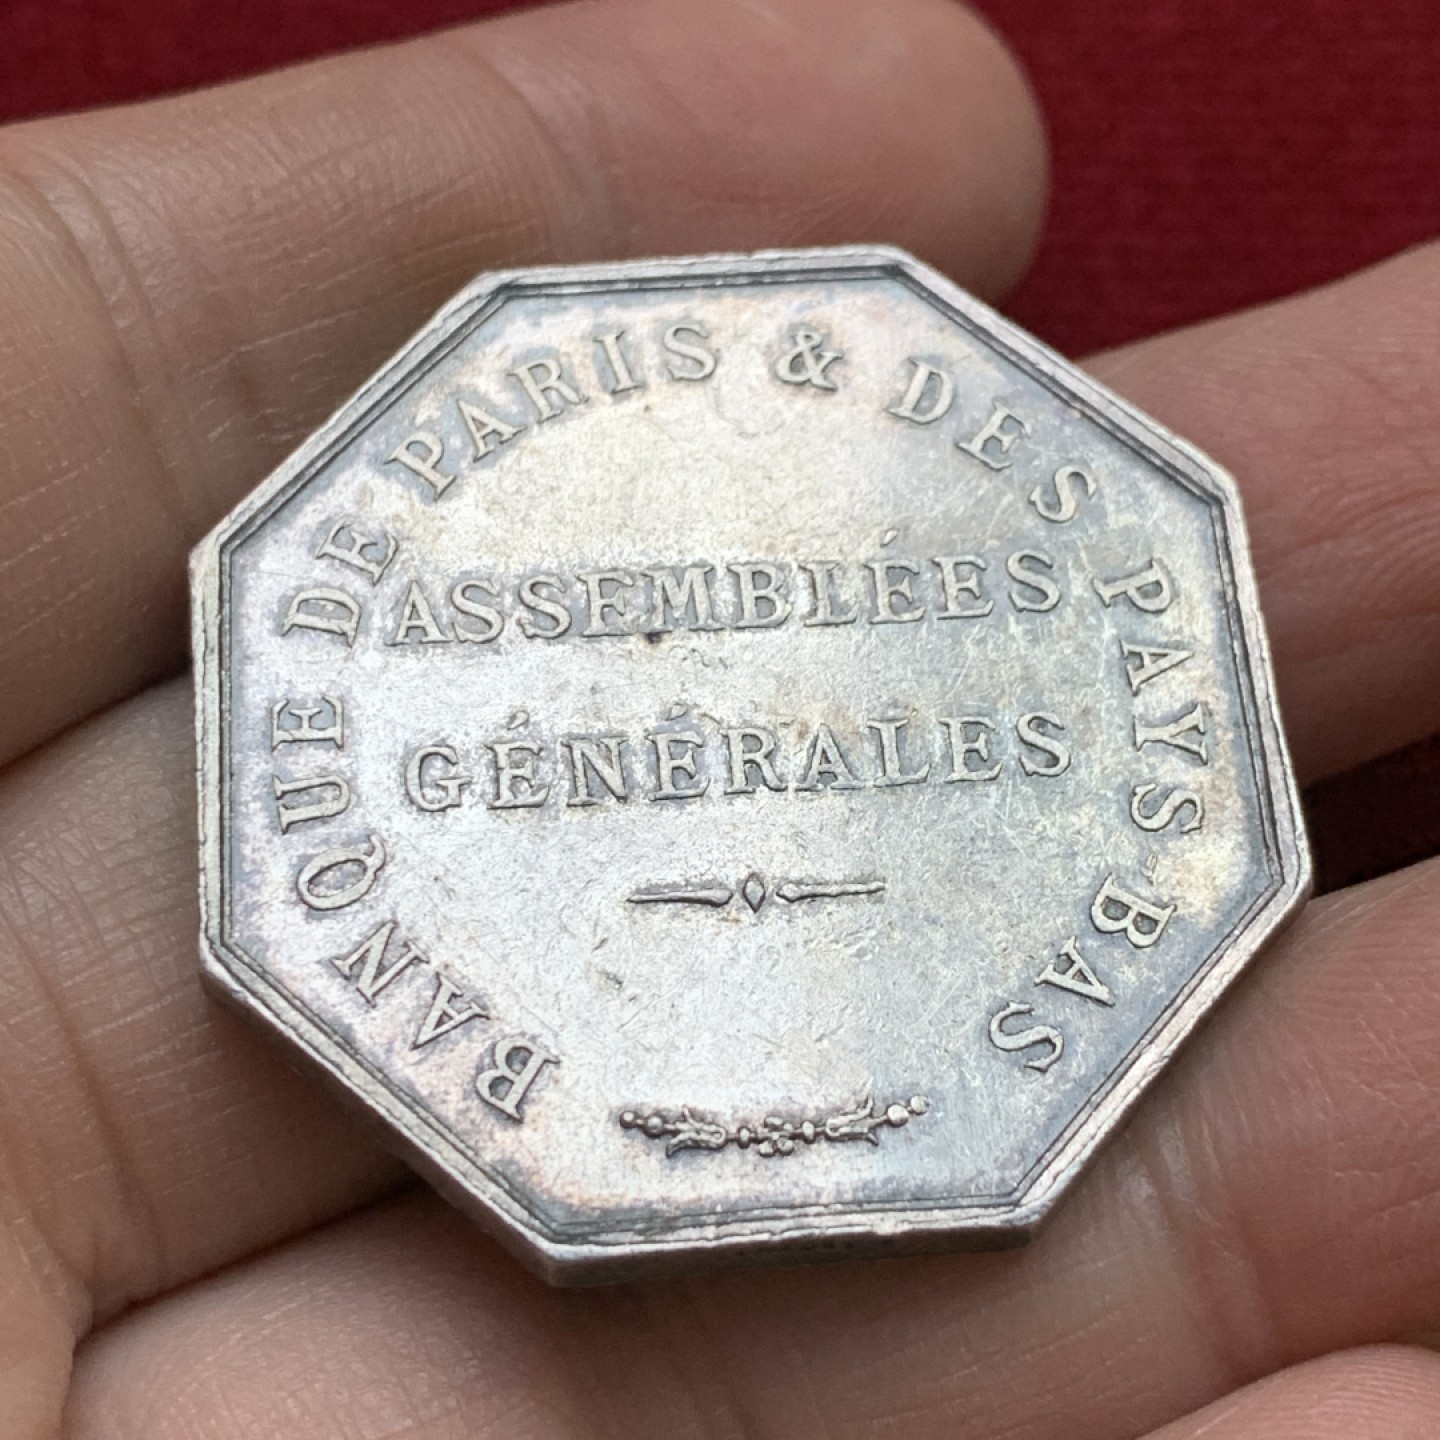 BANQUE DE PARIS & DES PAYS-BAS
ASSEMBLÉES
GÉNÉRALES